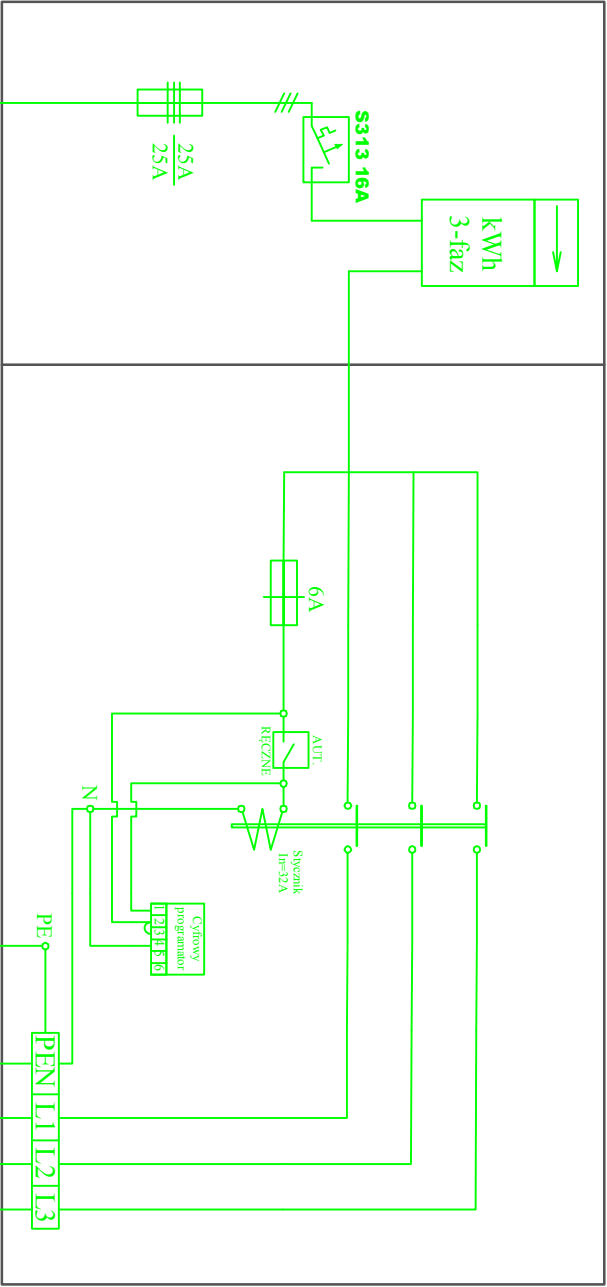 S313 16A
25A
25A
kWh
3-faz
6A
AUT.
RĘCZNE
N
Stycznik
In=32A
Cyfrowy
programator
1 2 3 4 5 6
PE
PEN L1 L2 L3